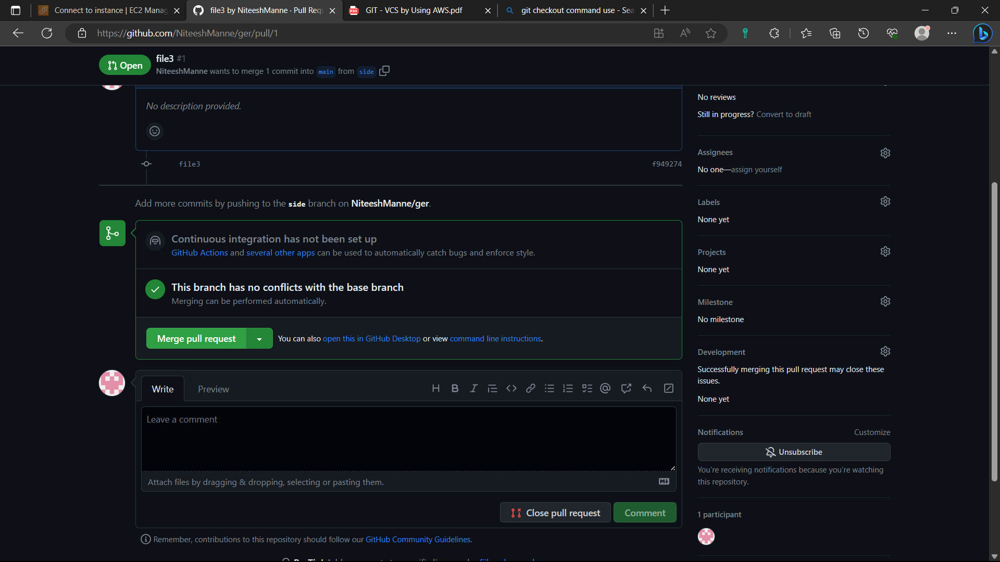 Connect to instance | EC2 Manag
file3 by NiteeshManne · Pull Requ
GIT - VCS by Using AWS.pdf
git checkout command use - Sea
https://github.com/NiteeshManne/ger/pull/1
Open
file3 #1
NiteeshManne wants to merge 1 commit into main from side
No description provided.
file3
f949274
Add more commits by pushing to the side branch on NiteeshManne/ger.
Continuous integration has not been set up
GitHub Actions and several other apps can be used to automatically catch bugs and enforce style.
This branch has no conflicts with the base branch
Merging can be performed automatically.
Merge pull request
You can also open this in GitHub Desktop or view command line instructions.
Write
Preview
Leave a comment
Attach files by dragging & dropping, selecting or pasting them.
Close pull request
Comment
Remember, contributions to this repository should follow our GitHub Community Guidelines.
No reviews
Still in progress? Convert to draft
Assignees
No one—assign yourself
Labels
None yet
Projects
None yet
Milestone
No milestone
Development
Successfully merging this pull request may close these
issues.
None yet
Notifications
Customize
Unsubscribe
You're receiving notifications because you're watching
this repository.
1 participant